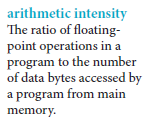 arithmetic intensity
The ratio of floating-
point operations in a
program to the number
of data bytes accessed by
a program from main
memory.